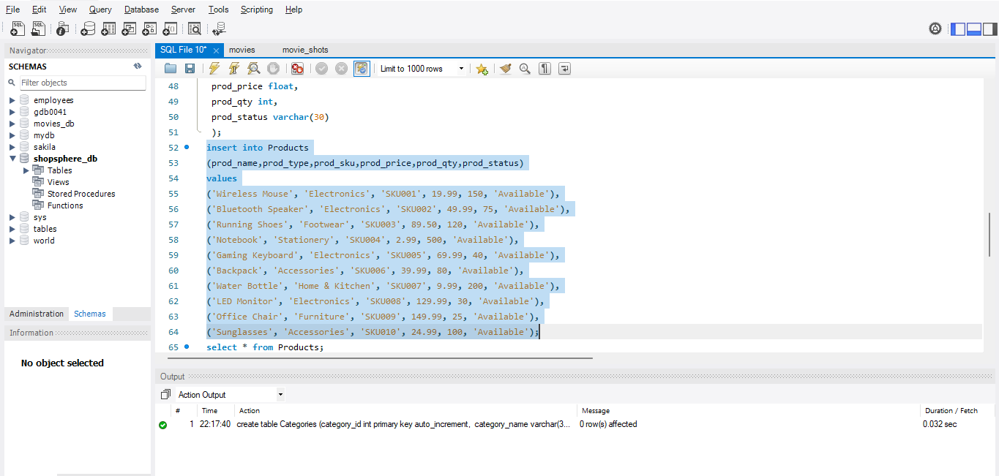 File Edit View Query Database Server Tools Scripting Help
Navigator
SCHEMAS
Filter objects
employees
gdb0041
movies_db
mydb
sakila
shopsphere_db
Tables
Views
Stored Procedures
Functions
sys
tables
world
Administration Schemas
Information
No object selected
SQL File 10* movies movie_shots
Limit to 1000 rows
48 prod_price float,
49 prod_qty int,
50 prod_status varchar(30)
51 );
52 insert into Products
53 (prod_name,prod_type,prod_sku,prod_price,prod_qty,prod_status)
54 values
55 ('Wireless Mouse', 'Electronics', 'SKU001', 19.99, 150, 'Available'),
56 ('Bluetooth Speaker', 'Electronics', 'SKU002', 49.99, 75, 'Available'),
57 ('Running Shoes', 'Footwear', 'SKU003', 89.50, 120, 'Available'),
58 ('Notebook', 'Stationery', 'SKU004', 2.99, 500, 'Available'),
59 ('Gaming Keyboard', 'Electronics', 'SKU005', 69.99, 40, 'Available'),
60 ('Backpack', 'Accessories', 'SKU006', 39.99, 80, 'Available'),
61 ('Water Bottle', 'Home & Kitchen', 'SKU007', 9.99, 200, 'Available'),
62 ('LED Monitor', 'Electronics', 'SKU008', 129.99, 30, 'Available'),
63 ('Office Chair', 'Furniture', 'SKU009', 149.99, 25, 'Available'),
64 ('Sunglasses', 'Accessories', 'SKU010', 24.99, 100, 'Available');
65 select * from Products;
Output
Action Output
# Time Action Message Duration / Fetch
1 22:17:40 create table Categories (category_id int primary key auto_increment, category_name varchar(3... 0 row(s) affected 0.032 sec